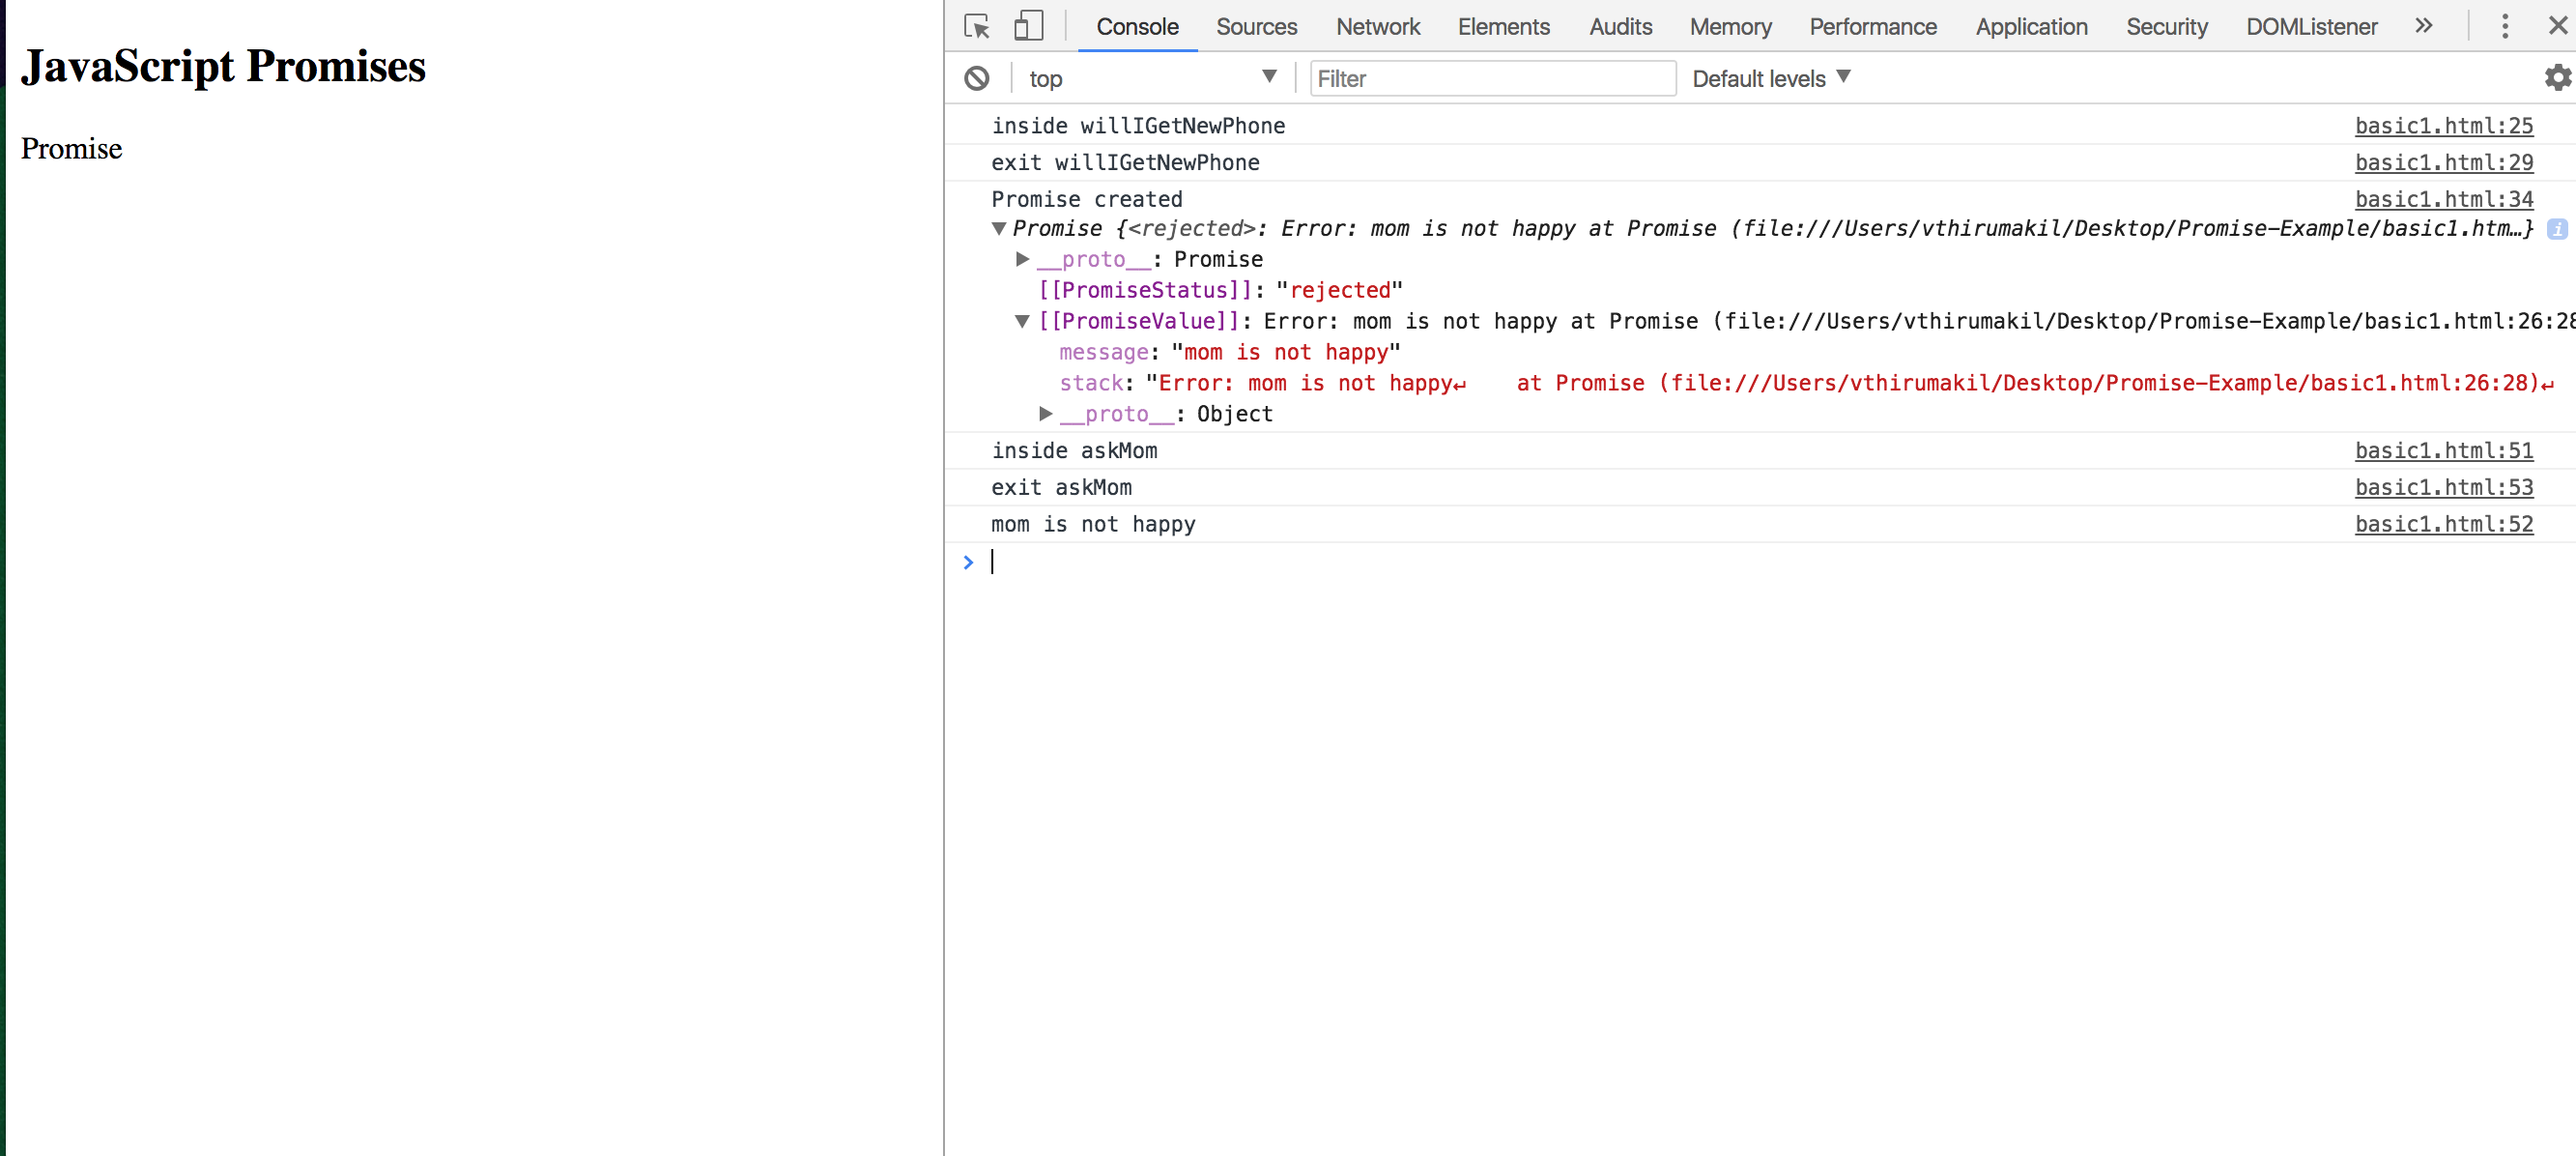 JavaScript Promises
Promise
Console Sources Network Elements Audits Memory Performance Application Security DOMListener »
top Filter Default levels
inside willIGetNewPhone basic1.html:25
exit willIGetNewPhone basic1.html:29
Promise created basic1.html:34
Promise {<rejected>: Error: mom is not happy at Promise (file:///Users/vthirumakil/Desktop/Promise-Example/basic1.htm…} i
__proto__: Promise
[[PromiseStatus]]: "rejected"
[[PromiseValue]]: Error: mom is not happy at Promise (file:///Users/vthirumakil/Desktop/Promise-Example/basic1.html:26:28
message: "mom is not happy"
stack: "Error: mom is not happy↵    at Promise (file:///Users/vthirumakil/Desktop/Promise-Example/basic1.html:26:28)↵
__proto__: Object
inside askMom basic1.html:51
exit askMom basic1.html:53
mom is not happy basic1.html:52
>